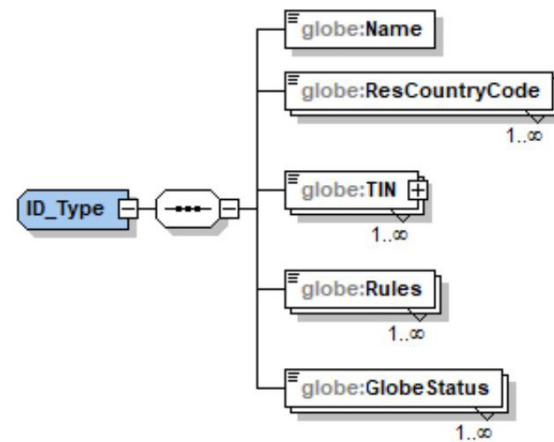 globe:Name
globe:ResCountryCode
1..∞
ID_Type
globe:TIN
1..∞
globe:Rules
1..∞
globe:GlobeStatus
1..∞